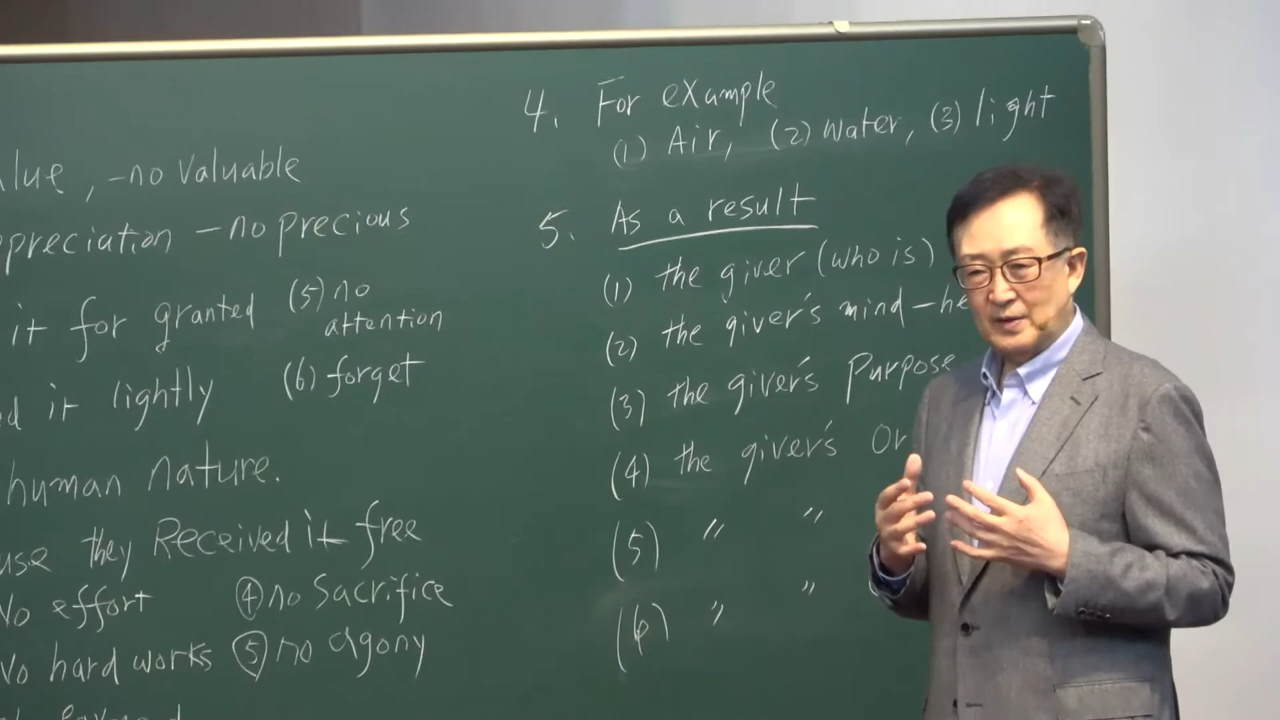 –no valuable
–no precious
it for granted (5) no
attention
it lightly (6) forget
human nature.
they Received it free
No effort ④ no sacrifice
No hard works ⑤ no agony
4. For example
(1) Air, (2) water, (3) light
5. As a result
(1) the giver (who is)
(2) the giver's mind –he
(3) the giver's Purpose
(4) the giver's Or
(5) 〃 〃
(6) 〃 〃